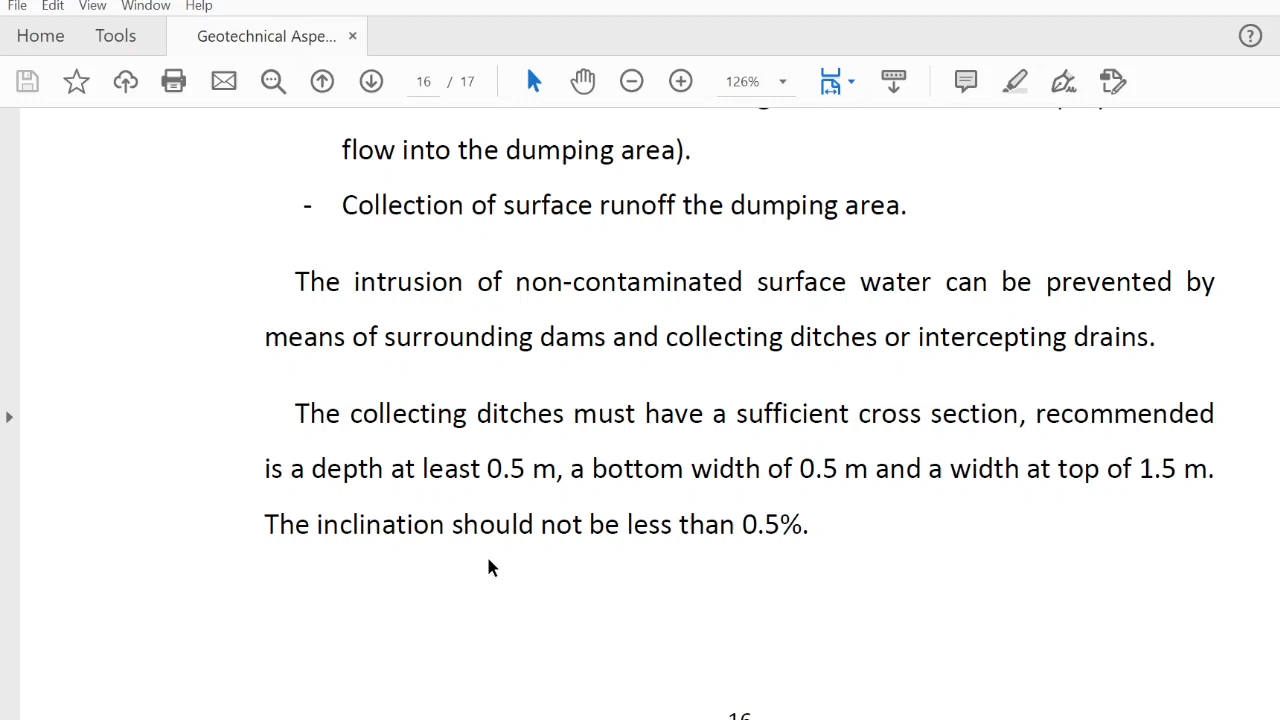 File Edit View Window Help
Home Tools Geotechnical Aspe... ×
16 / 17 126%
flow into the dumping area).
- Collection of surface runoff the dumping area.
The intrusion of non-contaminated surface water can be prevented by
means of surrounding dams and collecting ditches or intercepting drains.
The collecting ditches must have a sufficient cross section, recommended
is a depth at least 0.5 m, a bottom width of 0.5 m and a width at top of 1.5 m.
The inclination should not be less than 0.5%.
16